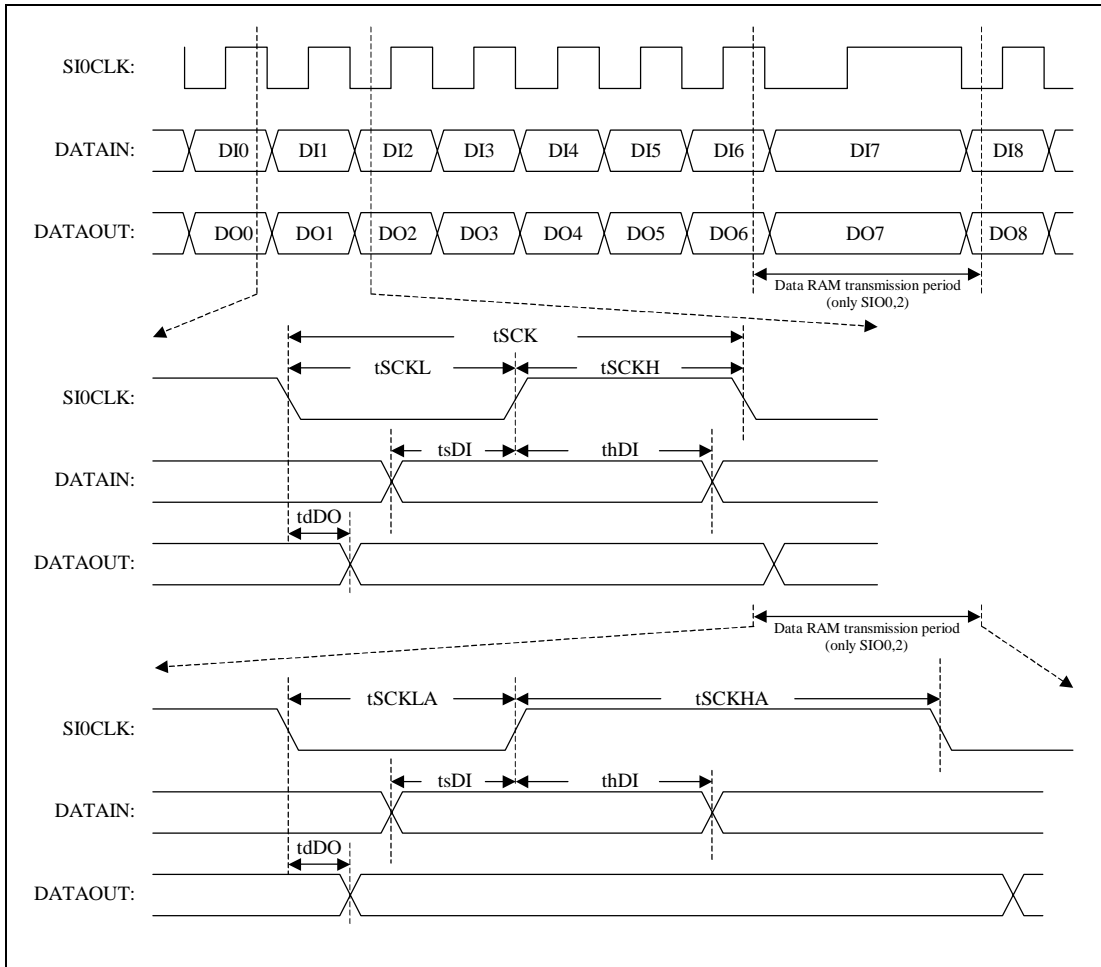 SI0CLK:
DATAIN: DI0 DI1 DI2 DI3 DI4 DI5 DI6 DI7 DI8
DATAOUT: DO0 DO1 DO2 DO3 DO4 DO5 DO6 DO7 DO8
Data RAM transmission period
(only SIO0,2)
tSCK
tSCKL tSCKH
SI0CLK:
tsDI thDI
DATAIN:
tdDO
DATAOUT:
Data RAM transmission period
(only SIO0,2)
tSCKLA tSCKHA
SI0CLK:
tsDI thDI
DATAIN:
tdDO
DATAOUT: